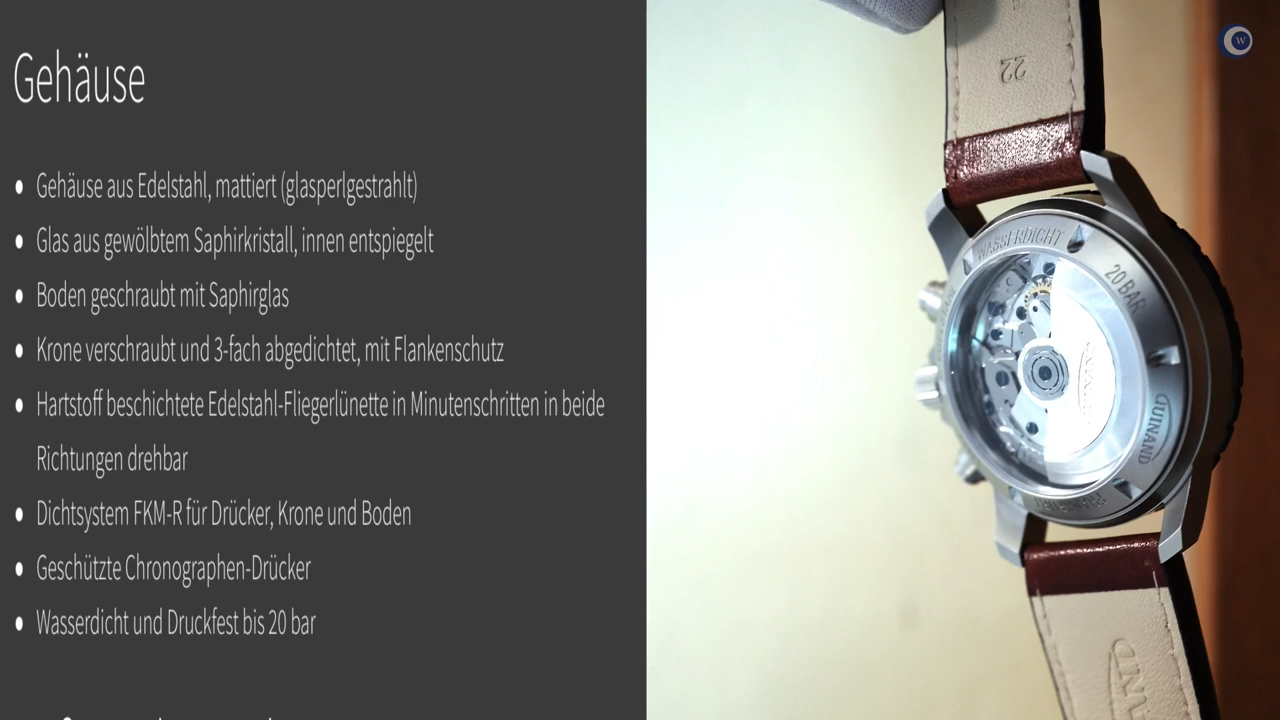 Gehäuse
Gehäuse aus Edelstahl, mattiert (glasperlgestrahlt)
Glas aus gewölbtem Saphirkristall, innen entspiegelt
Boden geschraubt mit Saphirglas
Krone verschraubt und 3-fach abgedichtet, mit Flankenschutz
Hartstoff beschichtete Edelstahl-Fliegerlünette in Minutenschritten in beide
Richtungen drehbar
Dichtsystem FKM-R für Drücker, Krone und Boden
Geschützte Chronographen-Drücker
Wasserdicht und Druckfest bis 20 bar
W
22
WASSERDICHT
20 BAR
GUINAND